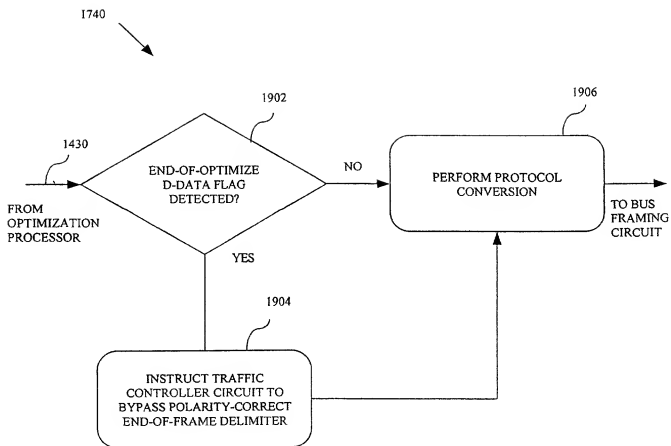 1740
1902
1906
1430
END-OF-OPTIMIZE
D-DATA FLAG
DETECTED?
NO
PERFORM PROTOCOL
CONVERSION
FROM
OPTIMIZATION
PROCESSOR
TO BUS
FRAMING
CIRCUIT
YES
1904
INSTRUCT TRAFFIC
CONTROLLER CIRCUIT TO
BYPASS POLARITY-CORRECT
END-OF-FRAME DELIMITER